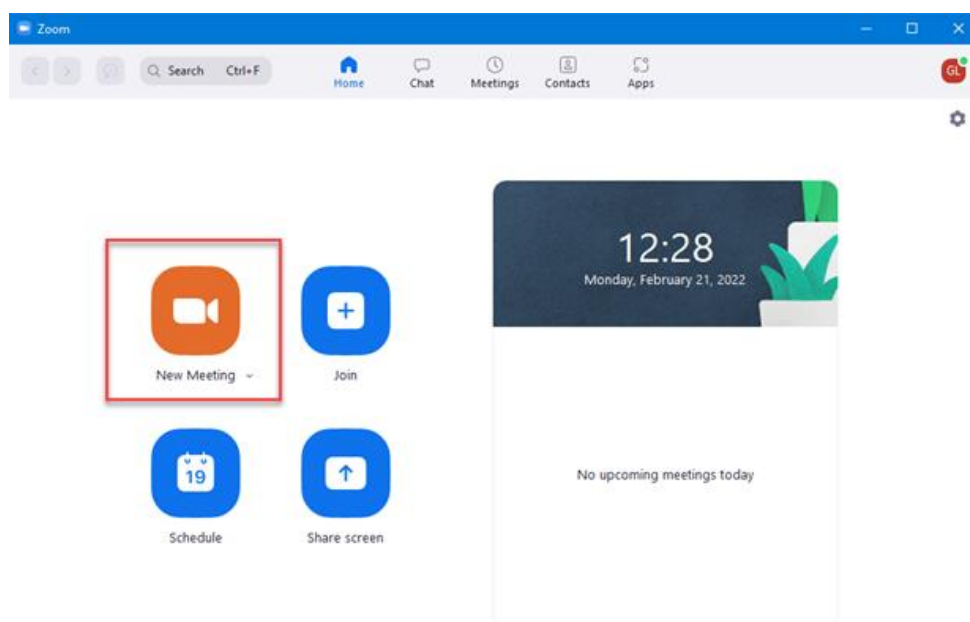 Zoom
Search Ctrl+F
Home
Chat
Meetings
Contacts
Apps
GL
12:28
Monday, February 21, 2022
New Meeting
Join
19
Schedule
Share screen
No upcoming meetings today